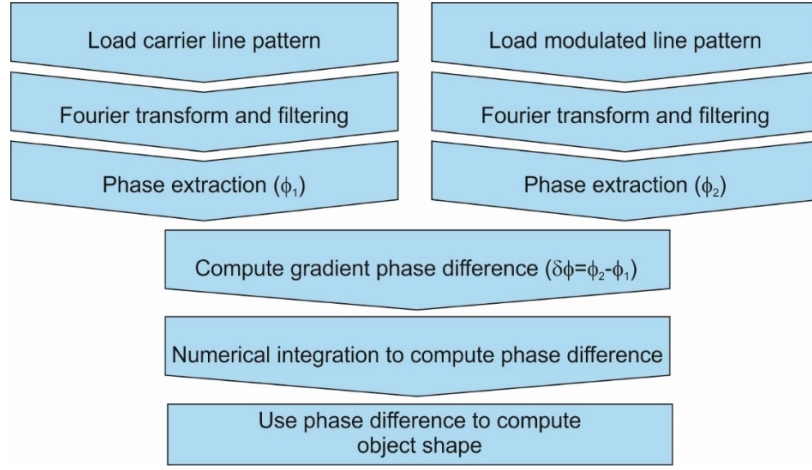 Load carrier line pattern
Load modulated line pattern
Fourier transform and filtering
Fourier transform and filtering
Phase extraction (ϕ₁)
Phase extraction (ϕ₂)
Compute gradient phase difference (δϕ=ϕ₂-ϕ₁)
Numerical integration to compute phase difference
Use phase difference to compute
object shape